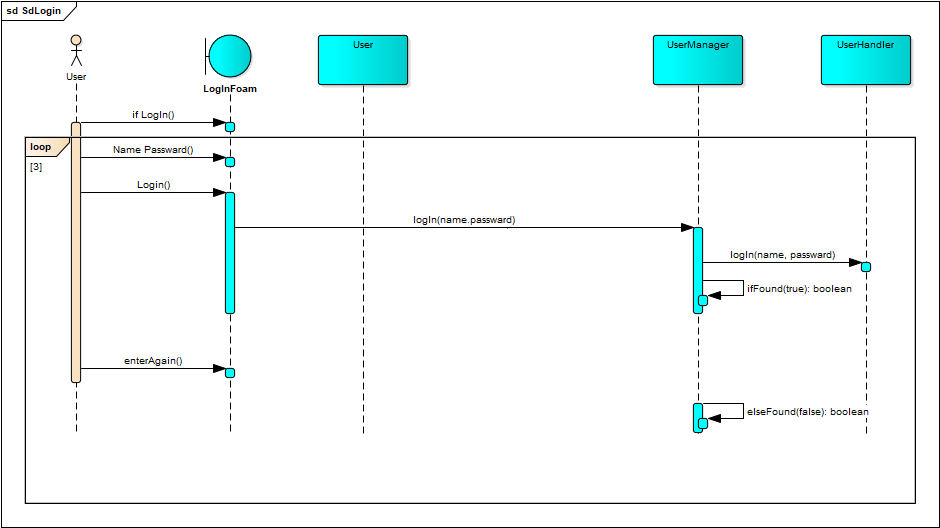 sd SdLogin
User
LogInFoam
User
UserManager
UserHandler
if LogIn()
loop
[3]
Name Passward()
Login()
logIn(name.passward)
logIn(name, passward)
ifFound(true): boolean
enterAgain()
elseFound(false): boolean